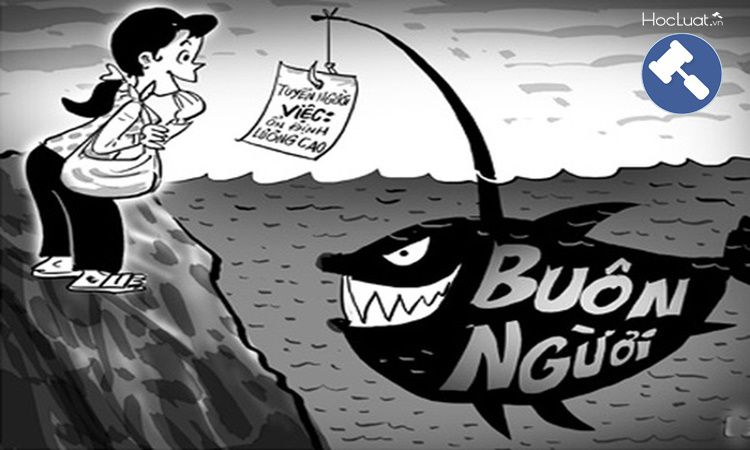 HocLuat.vn
TUYỂN NGƯỜI
VIỆC:
ỔN ĐỊNH
LƯƠNG CAO
BUÔN
NGƯỜI